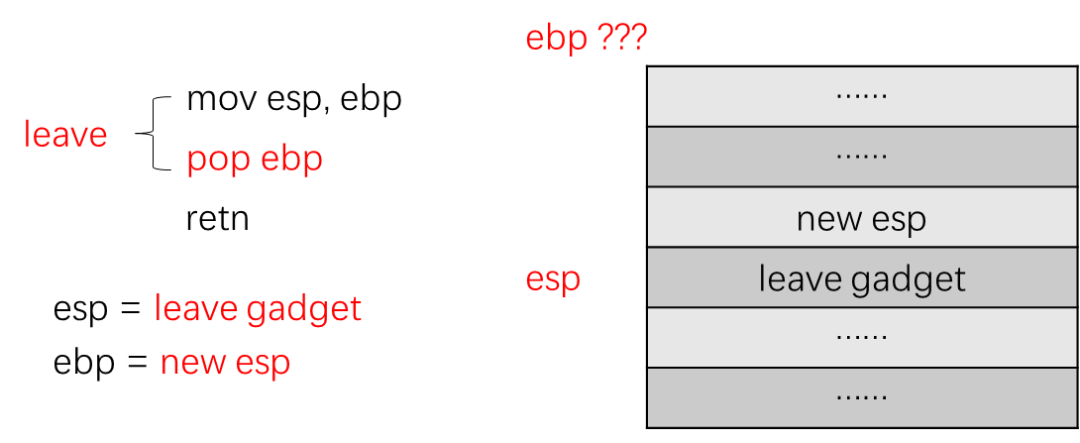 ebp ???
mov esp, ebp
leave
pop ebp
retn
esp = leave gadget
ebp = new esp
......
......
new esp
esp
leave gadget
......
......